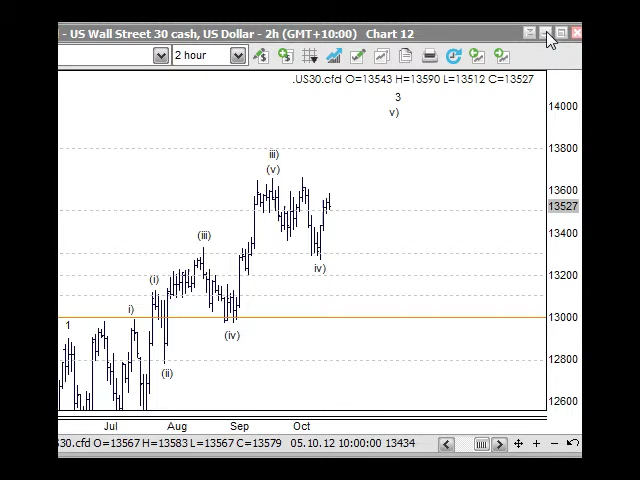 - US Wall Street 30 cash, US Dollar - 2h (GMT+10:00) Chart 12
2 hour
.US30.cfd O=13543 H=13590 L=13512 C=13527
3
v)
14000
13800
iii)
(v)
13600
13527
13400
(iii)
iv)
(i)
13200
i)
13000
1
(iv)
12800
(ii)
12600
Jul Aug Sep Oct
S30.cfd O=13567 H=13583 L=13567 C=13579 05.10.12 10:00:00 13434